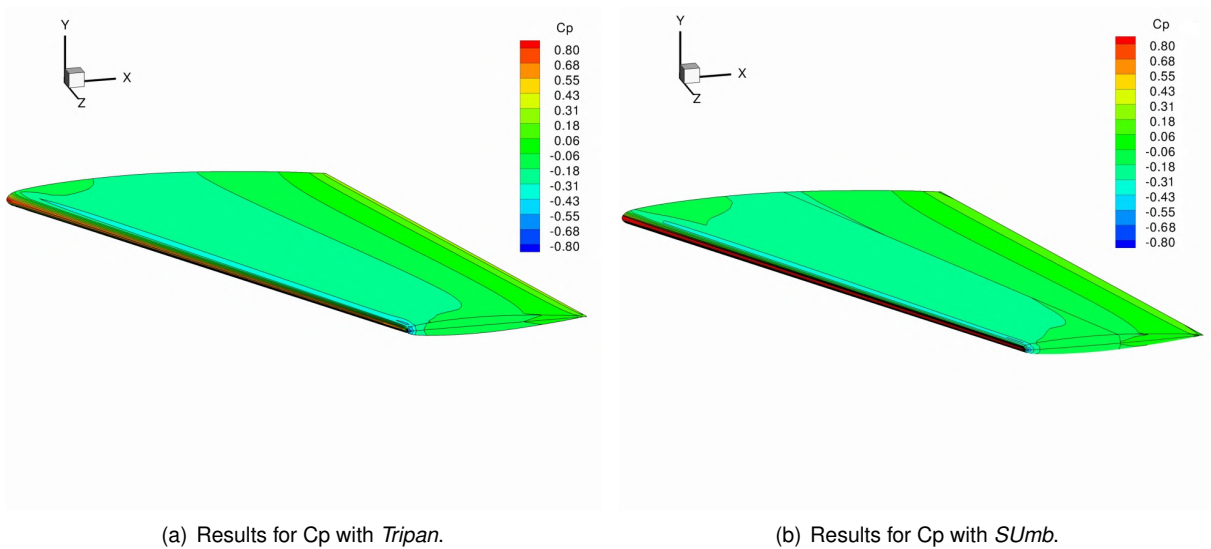 Y
X
Z
Cp
0.80
0.68
0.55
0.43
0.31
0.18
0.06
-0.06
-0.18
-0.31
-0.43
-0.55
-0.68
-0.80
(a) Results for Cp with Tripan.
Y
X
Z
Cp
0.80
0.68
0.55
0.43
0.31
0.18
0.06
-0.06
-0.18
-0.31
-0.43
-0.55
-0.68
-0.80
(b) Results for Cp with SUmb.